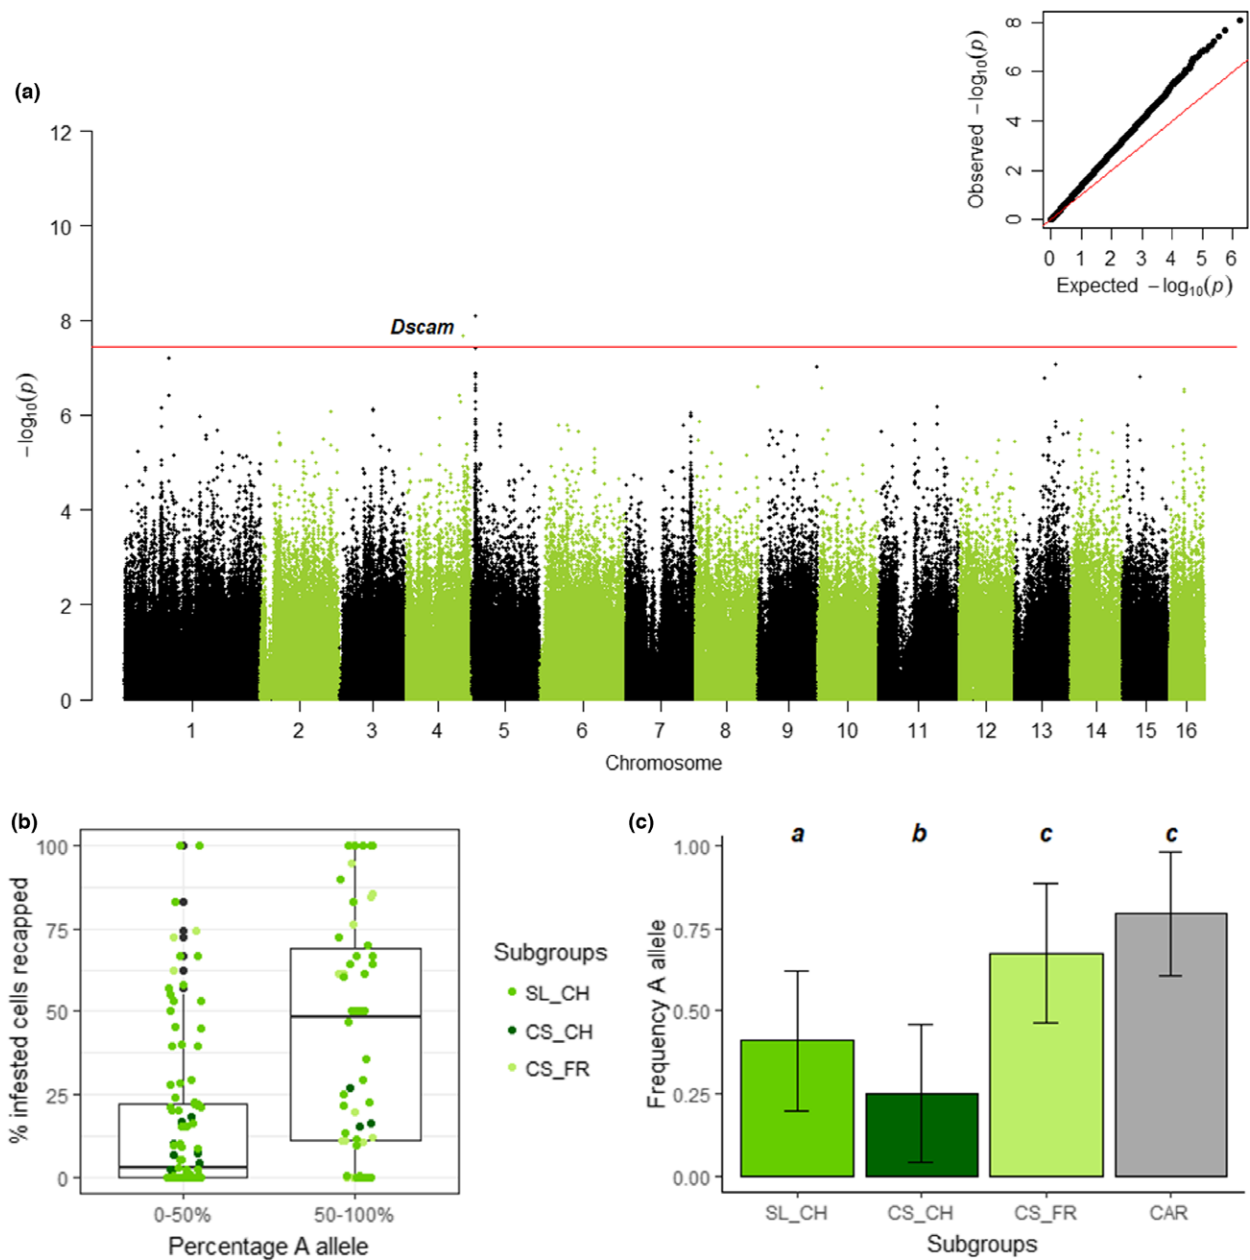 (a)
12
10
8
6
4
2
0
−log₁₀(p)
Dscam
1 2 3 4 5 6 7 8 9 10 11 12 13 14 15 16
Chromosome
8
6
4
2
0
Observed −log₁₀(p)
0 1 2 3 4 5 6
Expected −log₁₀(p)
(b)
100
75
50
25
0
% infested cells recapped
0-50% 50-100%
Percentage A allele
Subgroups
SL_CH
CS_CH
CS_FR
(c)
a b c c
1.00
0.75
0.50
0.25
0.00
Frequency A allele
SL_CH CS_CH CS_FR CAR
Subgroups